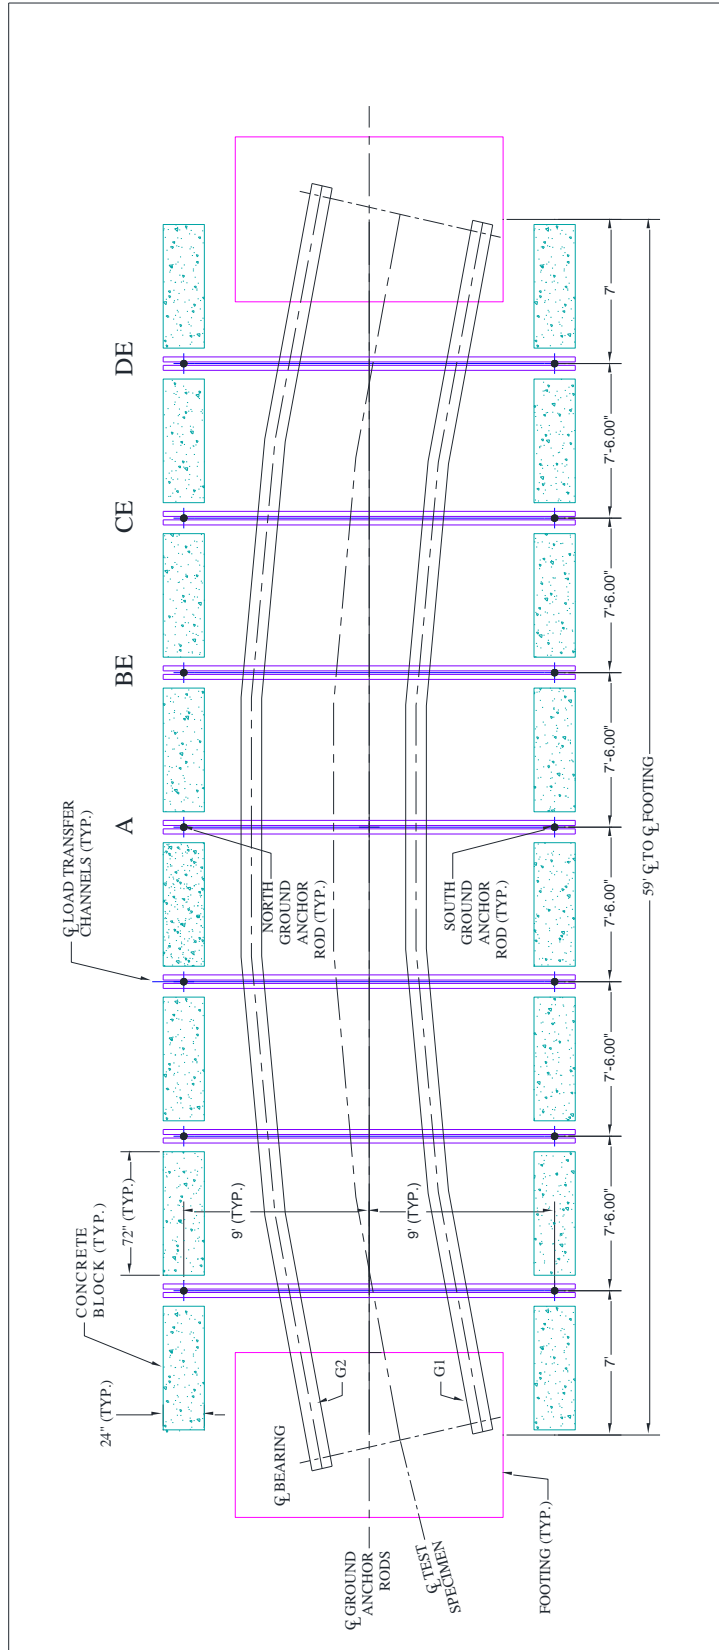 DE
CE
BE
A
℄ LOAD TRANSFER
CHANNELS (TYP.)
NORTH
GROUND
ANCHOR
ROD (TYP.)
SOUTH
GROUND
ANCHOR
ROD (TYP.)
CONCRETE
BLOCK (TYP.)
72" (TYP.)
24" (TYP.)
9' (TYP.)
9' (TYP.)
G2
G1
℄ BEARING
℄ GROUND
ANCHOR
RODS
℄ TEST
SPECIMEN
FOOTING (TYP.)
7'
7'-6.00"
7'-6.00"
7'-6.00"
7'-6.00"
7'-6.00"
7'-6.00"
7'
59' ℄ TO ℄ FOOTING